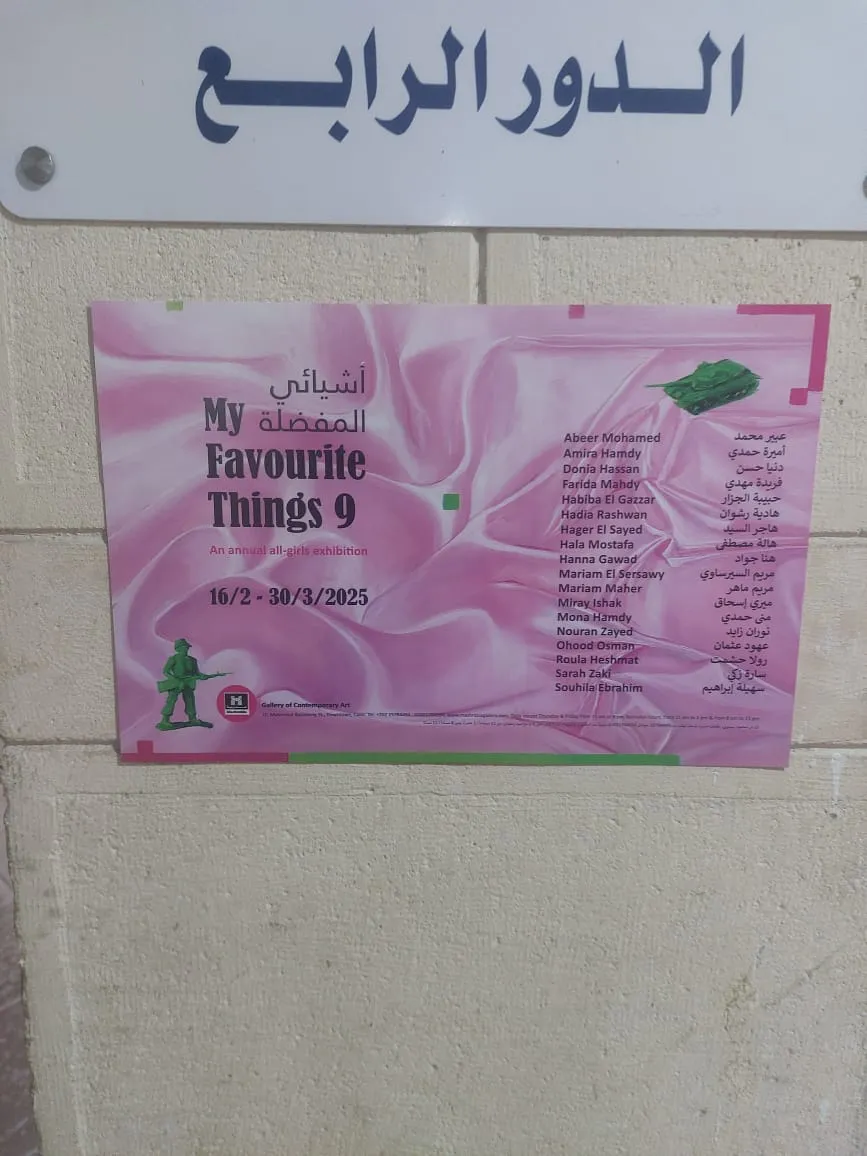 الدور الرابع
أشيائي
المفضلة
My
Favourite
Things 9
An annual all-girls exhibition
16/2 - 30/3/2025
Abeer Mohamed عبير محمد
Amira Hamdy أميرة حمدي
Donia Hassan دنيا حسن
Farida Mahdy فريدة مهدي
Habiba El Gazzar حبيبة الجزار
Hadia Rashwan هادية رشوان
Hager El Sayed هاجر السيد
Hala Mostafa هالة مصطفى
Hanna Gawad هنا جواد
Mariam El Sersawy مريم السيرساوي
Mariam Maher مريم ماهر
Miray Ishak ميري إسحاق
Mona Hamdy منى حمدي
Nouran Zayed نوران زايد
Ohood Osman عهود عثمان
Roula Heshmat رولا حشمت
Sarah Zaki سارة زكي
Souhila Ebrahim سهيلة إبراهيم
Gallery of Contemporary Art